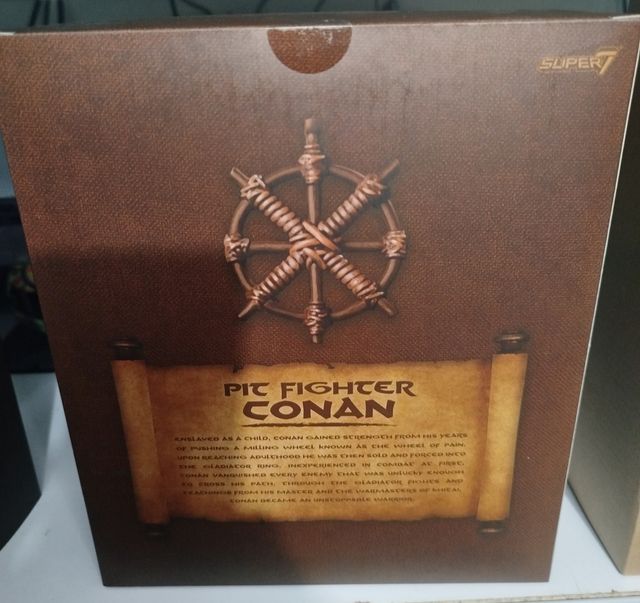 SUPER7
PIT FIGHTER
CONAN
ENSLAVED AS A CHILD, CONAN GAINED STRENGTH FROM HIS YEARS
OF PUSHING A MILLING WHEEL KNOWN AS THE WHEEL OF PAIN.
UPON REACHING ADULTHOOD HE WAS THEN SOLD AND FORCED INTO
THE GLADIATOR RING. INEXPERIENCED IN COMBAT AT FIRST,
CONAN VANQUISHED EVERY ENEMY THAT WAS UNLUCKY ENOUGH
TO CROSS HIS PATH. THROUGH THE GLADIATOR FIGHTS AND
TEACHINGS FROM HIS MASTER AND THE WARMASTERS OF KHITAI,
CONAN BECAME AN UNSTOPPABLE WARRIOR.